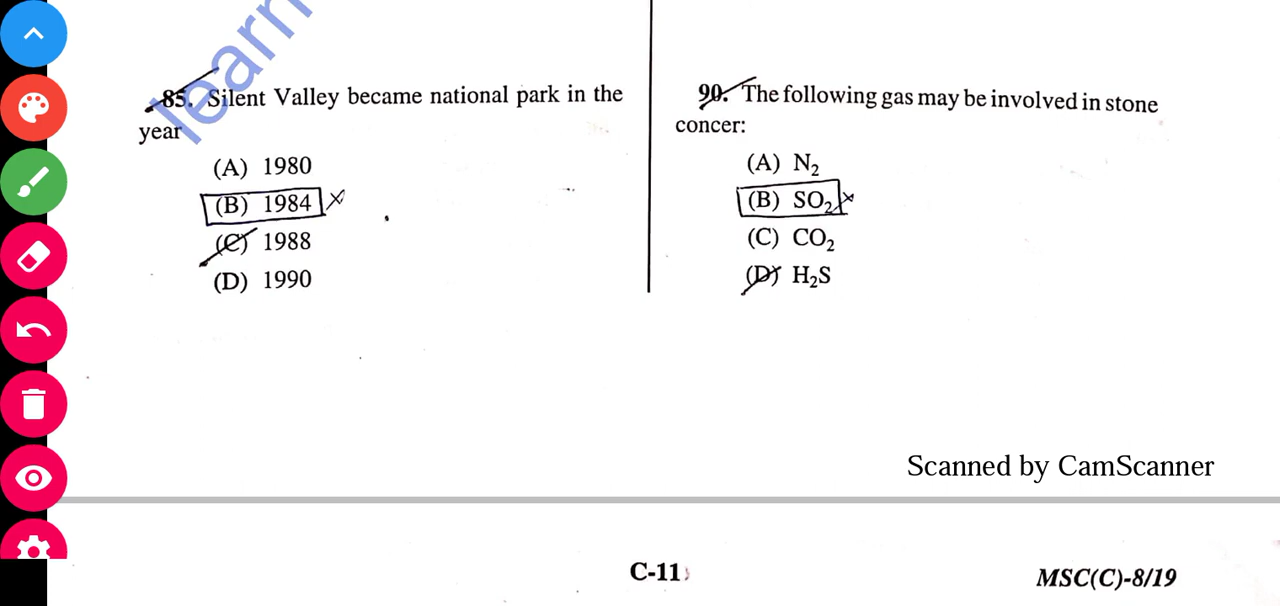 learn
85. Silent Valley became national park in the
year
(A) 1980
(B) 1984
(C) 1988
(D) 1990
90. The following gas may be involved in stone
concer:
(A) N₂
(B) SO₂
(C) CO₂
(D) H₂S
Scanned by CamScanner
C-11
MSC(C)-8/19